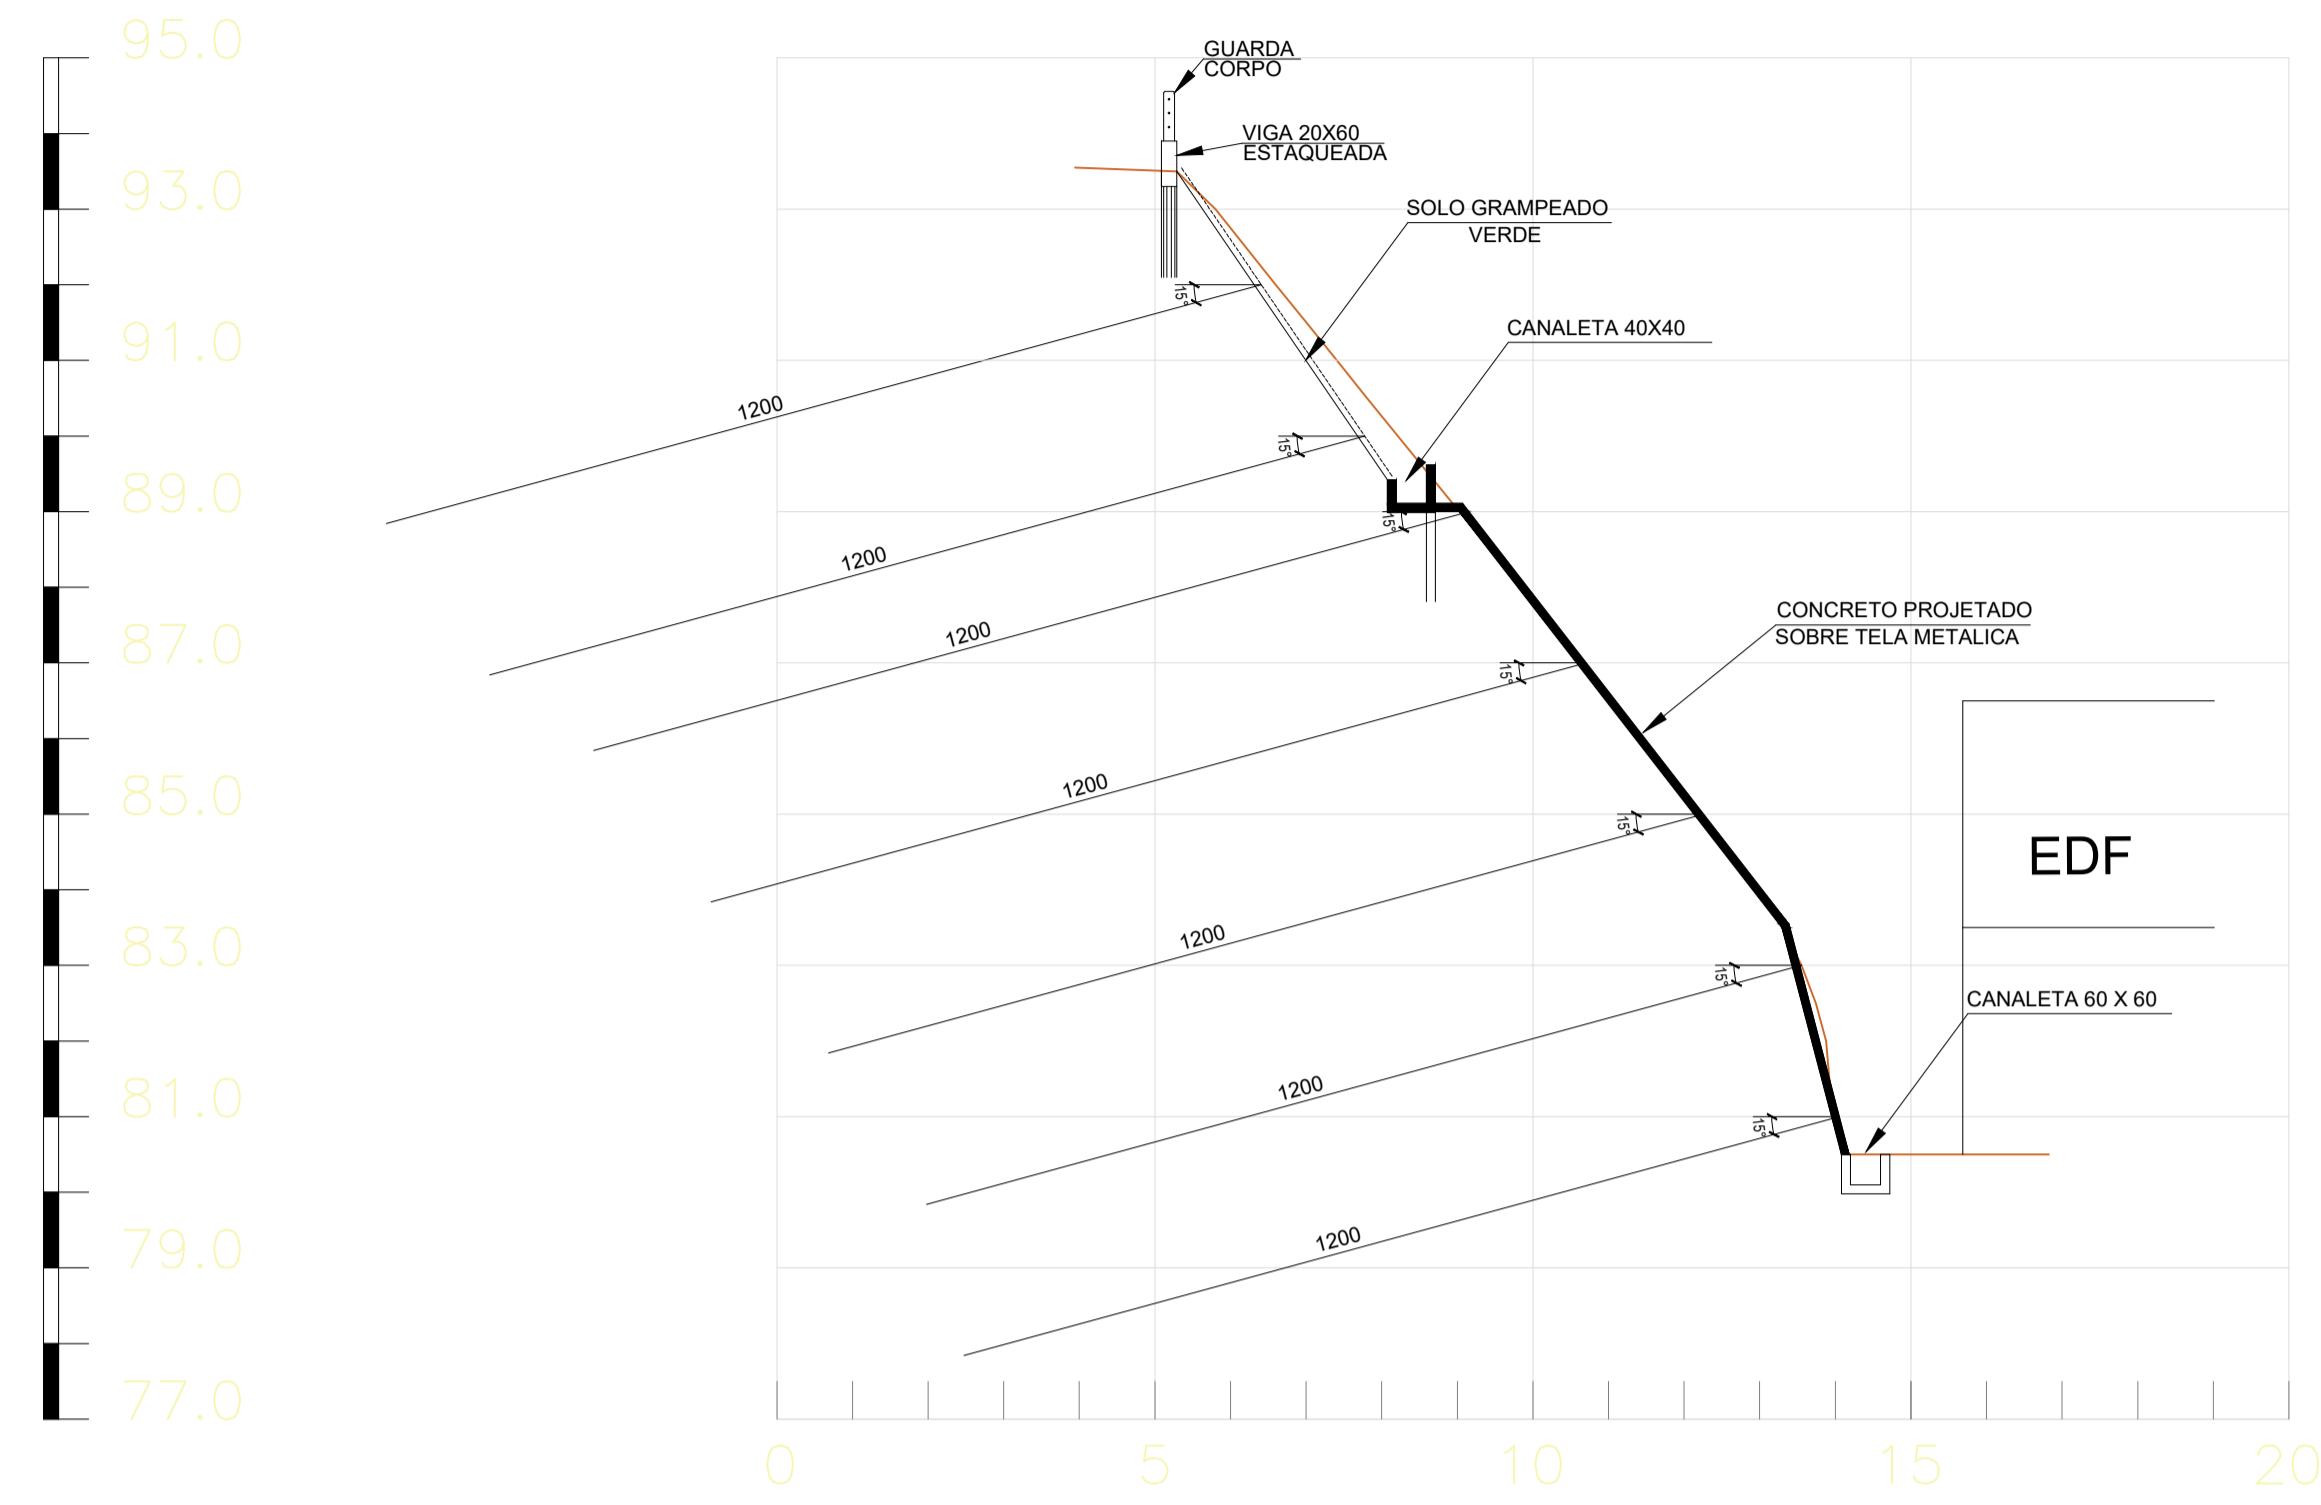 95.0
GUARDA
CORPO
VIGA 20X60
ESTAQUEADA
93.0
SOLO GRAMPEADO
VERDE
15°
91.0
CANALETA 40X40
1200
15°
89.0
15°
1200
CONCRETO PROJETADO
SOBRE TELA METALICA
1200
87.0
15°
85.0
1200
15°
EDF
83.0
1200
15°
CANALETA 60 X 60
81.0
1200
15°
79.0
1200
77.0
0
5
10
15
20